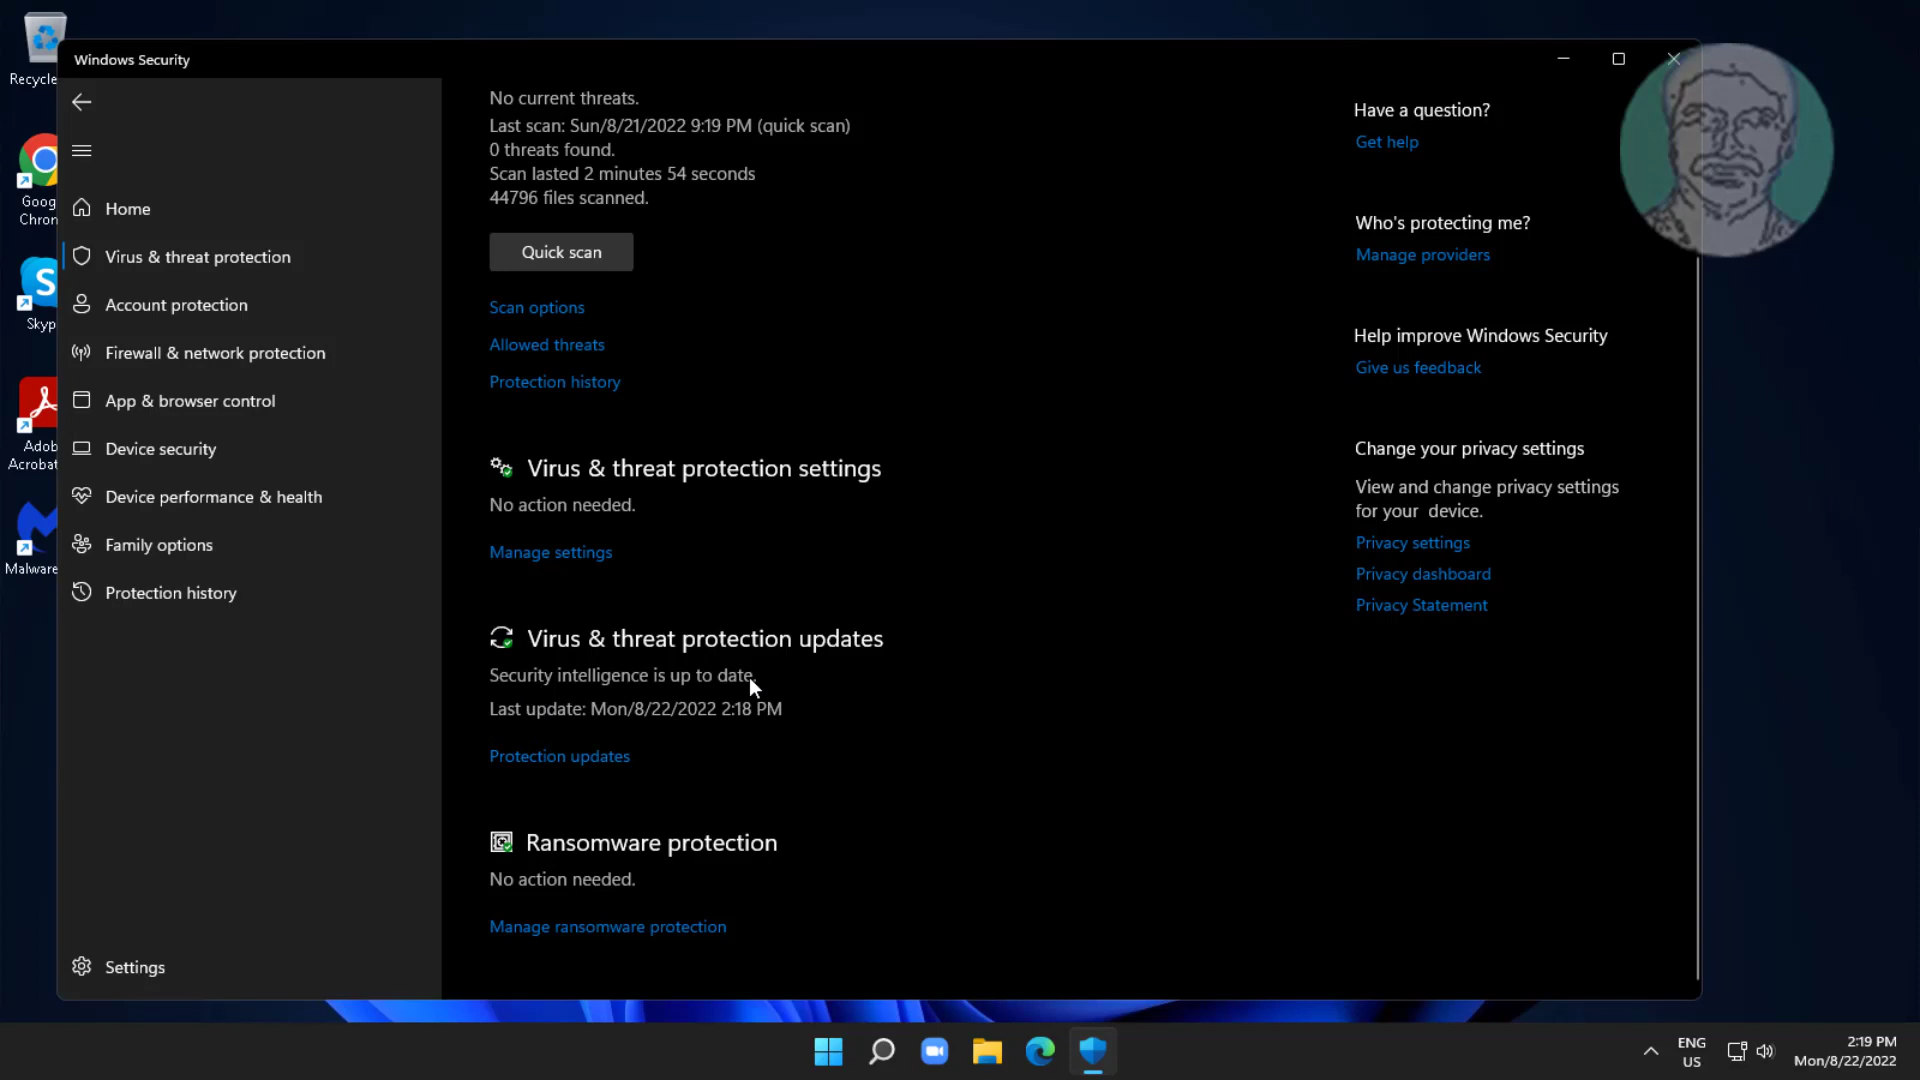 Recycle
Goog
Chron
Skyp
Adob
Acrobat
Malware
Windows Security
Home
Virus & threat protection
Account protection
Firewall & network protection
App & browser control
Device security
Device performance & health
Family options
Protection history
Settings
No current threats.
Last scan: Sun/8/21/2022 9:19 PM (quick scan)
0 threats found.
Scan lasted 2 minutes 54 seconds
44796 files scanned.
Quick scan
Scan options
Allowed threats
Protection history
Virus & threat protection settings
No action needed.
Manage settings
Virus & threat protection updates
Security intelligence is up to date.
Last update: Mon/8/22/2022 2:18 PM
Protection updates
Ransomware protection
No action needed.
Manage ransomware protection
Have a question?
Get help
Who's protecting me?
Manage providers
Help improve Windows Security
Give us feedback
Change your privacy settings
View and change privacy settings
for your device.
Privacy settings
Privacy dashboard
Privacy Statement
ENG
US
2:19 PM
Mon/8/22/2022